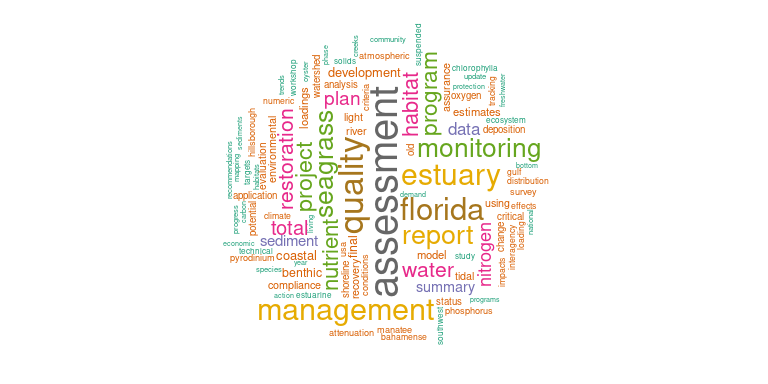 community
suspended
creeks
phase
atmospheric
solids
watershed
oyster
workshop
trends
development
analysis
criteria
habitat
program
assurance
chlorophylla
update
protection
tracking
freshwater
oxygen
numeric
loadings
plan
light
river
estimates
ecosystem
data
deposition
old
monitoring
hillsborough
environmental
evaluation
restoration
project
seagrass
quality
assessment
sediments
mapping
recommendations
targets
habitats
bottom
gulf
distribution
estuary
survey
demand
application
carbon
progress
potential
climate
living
florida
using
effects
critical
national
total
nutrient
final
usa
report
nitrogen
change
interagency
loading
impacts
economic
technical
sediment
pyrodinium
coastal
model
study
species
year
benthic
shoreline
recovery
conditions
water
tidal
compliance
summary
action
estuarine
management
status
programs
phosphorus
southwest
attenuation
manatee
bahamense